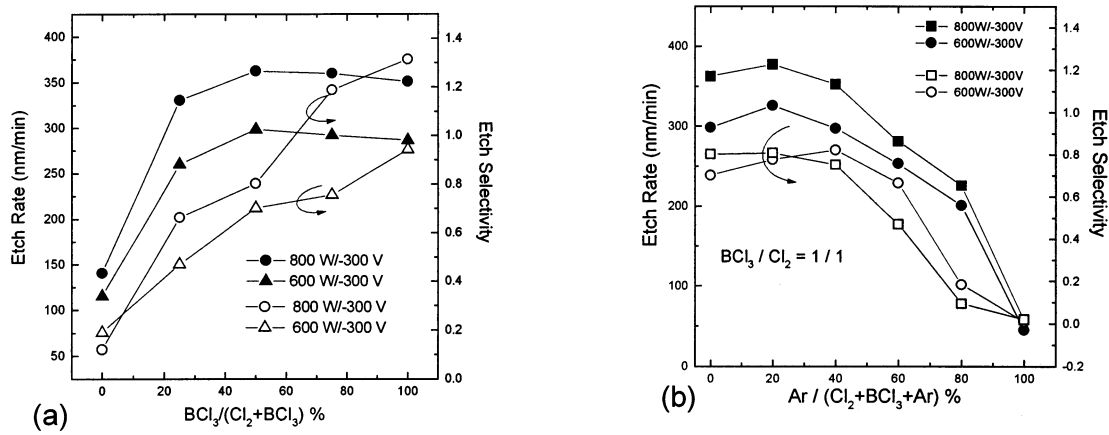 400
350
300
250
200
150
100
50
Etch Rate (nm/min)
1.4
1.2
1.0
0.8
0.6
0.4
0.2
0.0
Etch Selectivity
800 W/-300 V
600 W/-300 V
800 W/-300 V
600 W/-300 V
0 20 40 60 80 100
BCl₃/(Cl₂+BCl₃) %
(a)
400
300
200
100
0
Etch Rate (nm/min)
1.4
1.2
1.0
0.8
0.6
0.4
0.2
0.0
-0.2
Etch Selectivity
800W/-300V
600W/-300V
800W/-300V
600W/-300V
BCl₃ / Cl₂ = 1 / 1
0 20 40 60 80 100
Ar / (Cl₂+BCl₃+Ar) %
(b)